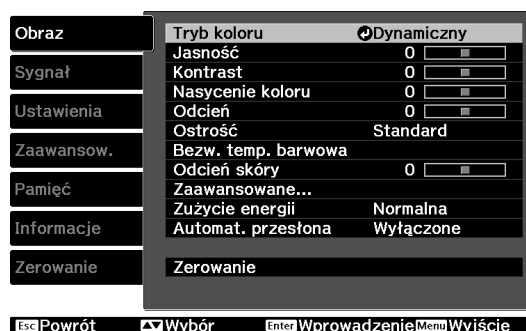 Obraz
Sygnał
Ustawienia
Zaawansow.
Pamięć
Informacje
Zerowanie
Tryb koloru Dynamiczny
Jasność 0
Kontrast 0
Nasycenie koloru 0
Odcień 0
Ostrość Standard
Bezw. temp. barwowa
Odcień skóry 0
Zaawansowane...
Zużycie energii Normalna
Automat. przesłona Wyłączone
Zerowanie
Esc Powrót Wybór Enter Wprowadzenie Menu Wyjście